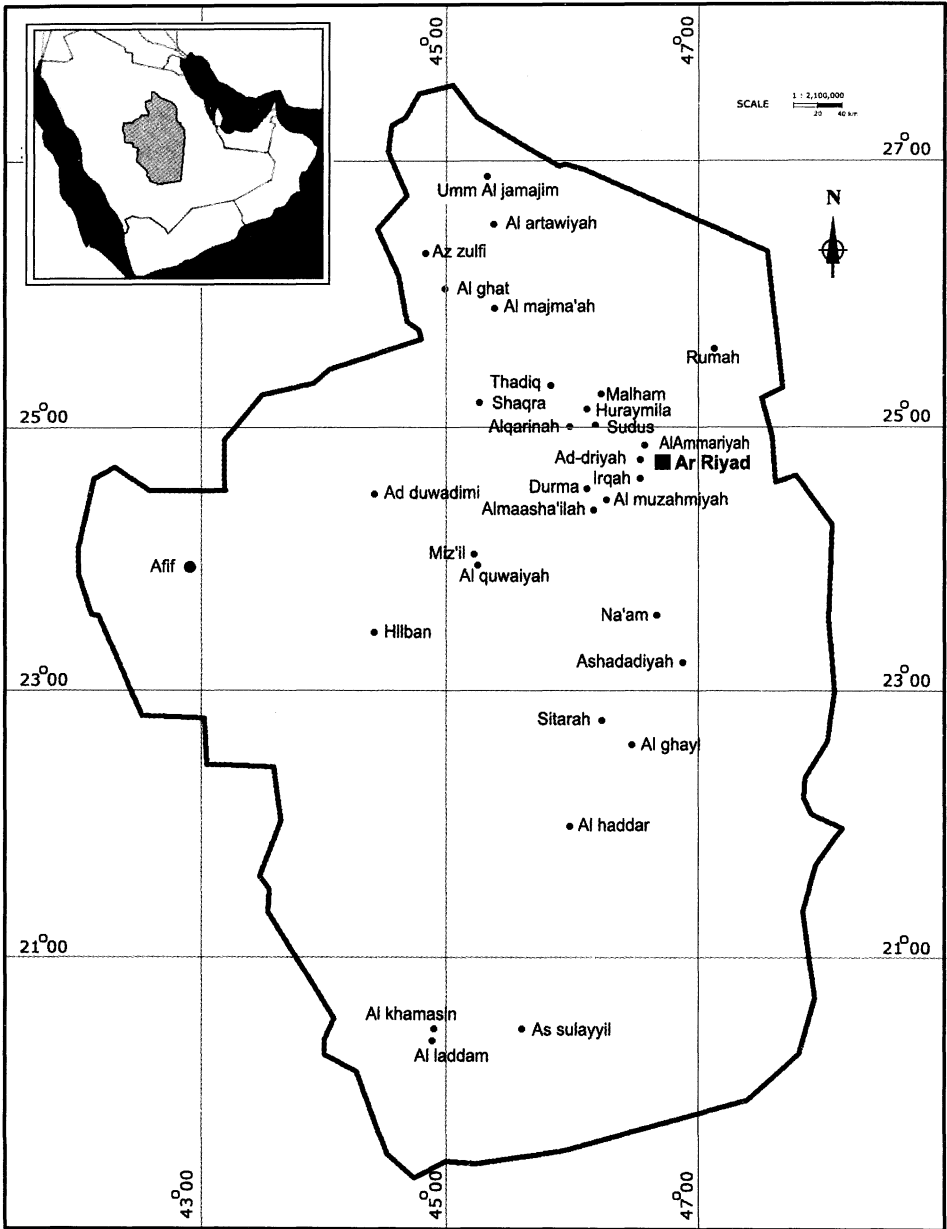 45°00
47°00
SCALE
1 : 2,100,000
20 40 km
27°00
N
Umm Al jamajim
Al artawiyah
Az zulfi
Al ghat
Al majma'ah
Rumah
Thadiq
Malham
Shaqra
Huraymila
25°00
Alqarinah
Sudus
25°00
AlAmmariyah
Ad-driyah
Ar Riyad
Irqah
Durma
Ad duwadimi
Al muzahmiyah
Almaasha'ilah
Miz'il
Afif
Al quwaiyah
Na'am
Hilban
Ashadadiyah
23°00
23°00
Sitarah
Al ghayl
Al haddar
21°00
21°00
Al khamasin
As sulayyil
Al laddam
43°00
45°00
47°00